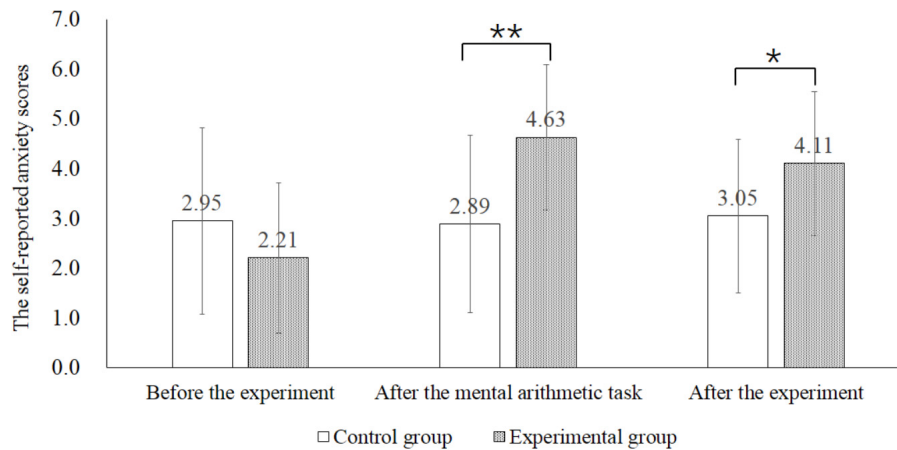 The self-reported anxiety scores
7.0
6.0
5.0
4.0
3.0
2.0
1.0
0.0
2.95
2.21
**
2.89
4.63
*
3.05
4.11
Before the experiment
After the mental arithmetic task
After the experiment
Control group
Experimental group